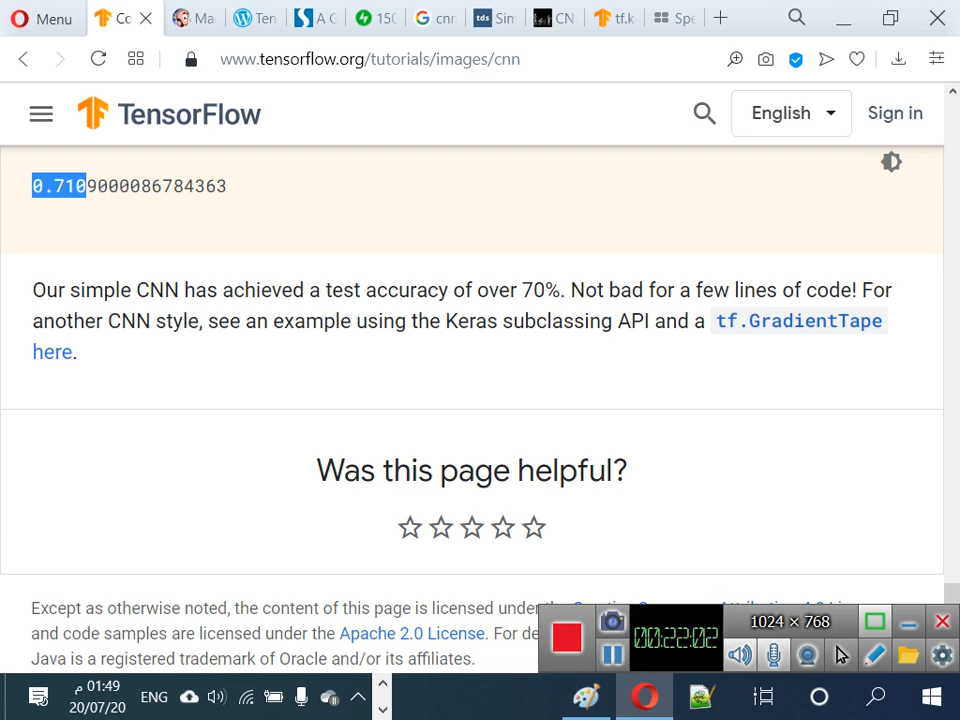 Menu
Co
Ma
Ten
A C
150
cnn
tds
Sim
CN
tf.k
Spe
www.tensorflow.org/tutorials/images/cnn
TensorFlow
English
Sign in
0.7109000086784363
Our simple CNN has achieved a test accuracy of over 70%. Not bad for a few lines of code! For
another CNN style, see an example using the Keras subclassing API and a tf.GradientTape
here.
Was this page helpful?
Except as otherwise noted, the content of this page is licensed under
and code samples are licensed under the Apache 2.0 License. For de
Java is a registered trademark of Oracle and/or its affiliates.
00:22:02
1024 × 768
01:49 م
20/07/20
ENG